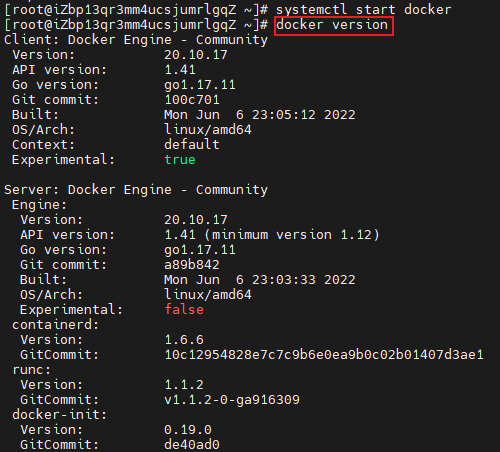 [root@iZbp13qr3mm4ucsjumrlgqZ ~]# systemctl start docker
[root@iZbp13qr3mm4ucsjumrlgqZ ~]# docker version
Client: Docker Engine - Community
 Version:           20.10.17
 API version:       1.41
 Go version:        go1.17.11
 Git commit:        100c701
 Built:             Mon Jun  6 23:05:12 2022
 OS/Arch:           linux/amd64
 Context:           default
 Experimental:      true

Server: Docker Engine - Community
 Engine:
  Version:          20.10.17
  API version:      1.41 (minimum version 1.12)
  Go version:       go1.17.11
  Git commit:       a89b842
  Built:            Mon Jun  6 23:03:33 2022
  OS/Arch:          linux/amd64
  Experimental:     false
 containerd:
  Version:          1.6.6
  GitCommit:        10c12954828e7c7c9b6e0ea9b0c02b01407d3ae1
 runc:
  Version:          1.1.2
  GitCommit:        v1.1.2-0-ga916309
 docker-init:
  Version:          0.19.0
  GitCommit:        de40ad0